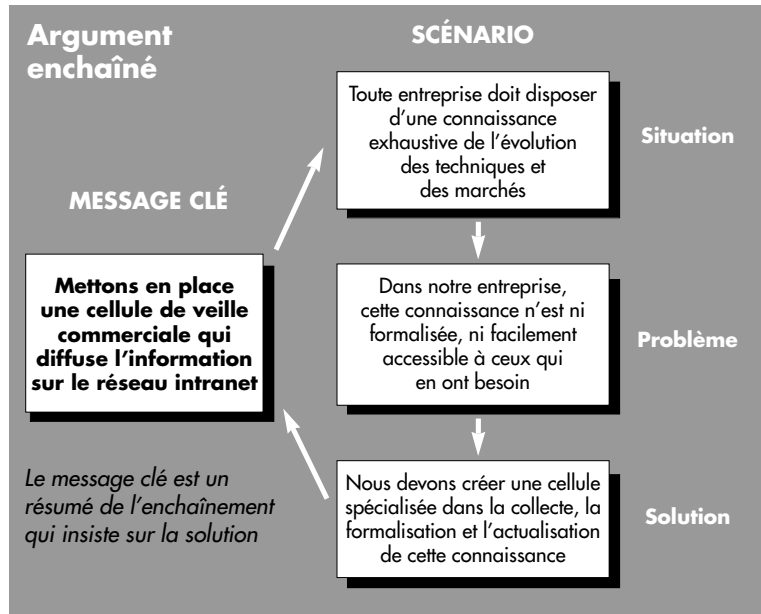 Argument
enchaîné
SCÉNARIO
Toute entreprise doit disposer
d’une connaissance
exhaustive de l’évolution
des techniques et
des marchés
Situation
MESSAGE CLÉ
Mettons en place
une cellule de veille
commerciale qui
diffuse l’information
sur le réseau intranet
Dans notre entreprise,
cette connaissance n’est ni
formalisée, ni facilement
accessible à ceux qui
en ont besoin
Problème
Le message clé est un
résumé de l’enchaînement
qui insiste sur la solution
Nous devons créer une cellule
spécialisée dans la collecte, la
formalisation et l’actualisation
de cette connaissance
Solution